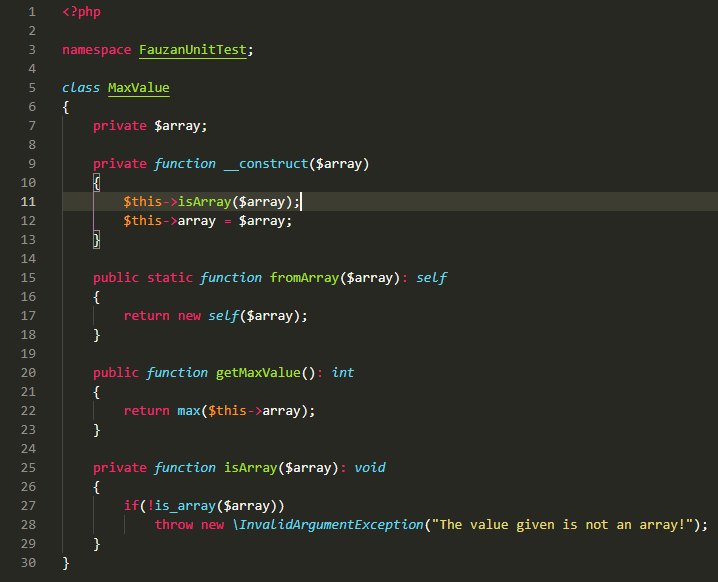 1 <?php
2
3 namespace FauzanUnitTest;
4
5 class MaxValue
6 {
7     private $array;
8
9     private function __construct($array)
10     {
11         $this->isArray($array);
12         $this->array = $array;
13     }
14
15     public static function fromArray($array): self
16     {
17         return new self($array);
18     }
19
20     public function getMaxValue(): int
21     {
22         return max($this->array);
23     }
24
25     private function isArray($array): void
26     {
27         if(!is_array($array))
28             throw new \InvalidArgumentException("The value given is not an array!");
29     }
30 }